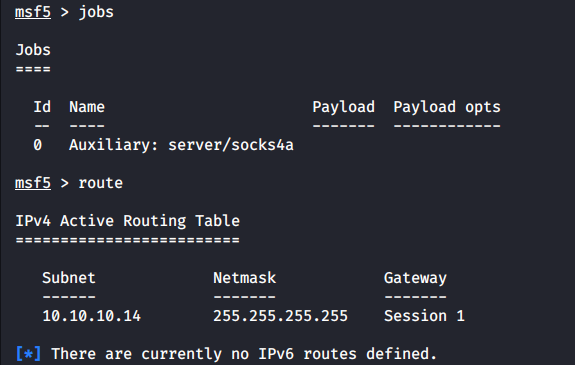 msf5 > jobs
Jobs
====
Id Name Payload Payload opts
-- ---- ------- ------------
0 Auxiliary: server/socks4a
msf5 > route
IPv4 Active Routing Table
=========================
Subnet Netmask Gateway
------ ------- -------
10.10.10.14 255.255.255.255 Session 1
[*] There are currently no IPv6 routes defined.